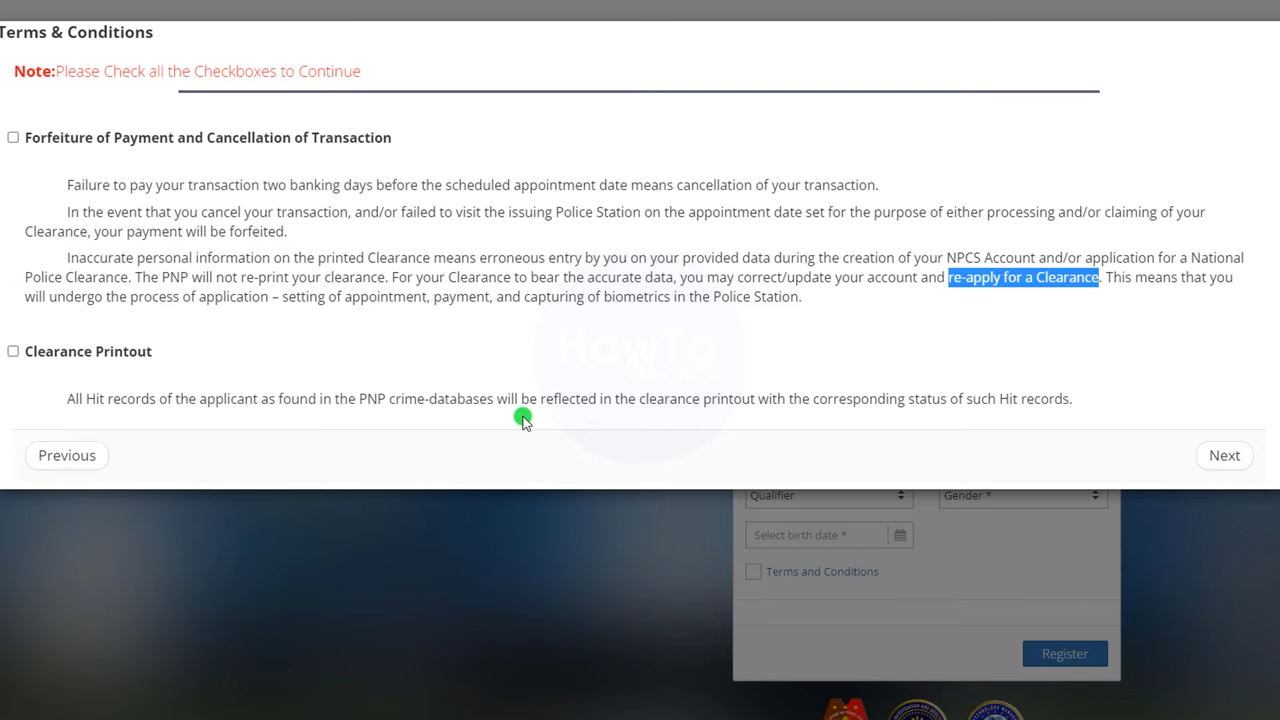 Terms & Conditions
Note:Please Check all the Checkboxes to Continue
Forfeiture of Payment and Cancellation of Transaction
Failure to pay your transaction two banking days before the scheduled appointment date means cancellation of your transaction.
In the event that you cancel your transaction, and/or failed to visit the issuing Police Station on the appointment date set for the purpose of either processing and/or claiming of your
Clearance, your payment will be forfeited.
Inaccurate personal information on the printed Clearance means erroneous entry by you on your provided data during the creation of your NPCS Account and/or application for a National
Police Clearance. The PNP will not re-print your clearance. For your Clearance to bear the accurate data, you may correct/update your account and re-apply for a Clearance. This means that you
will undergo the process of application – setting of appointment, payment, and capturing of biometrics in the Police Station.
HowTo
Clearance Printout
All Hit records of the applicant as found in the PNP crime-databases will be reflected in the clearance printout with the corresponding status of such Hit records.
Previous
Next
Qualifier
Gender *
Select birth date *
Terms and Conditions
Register